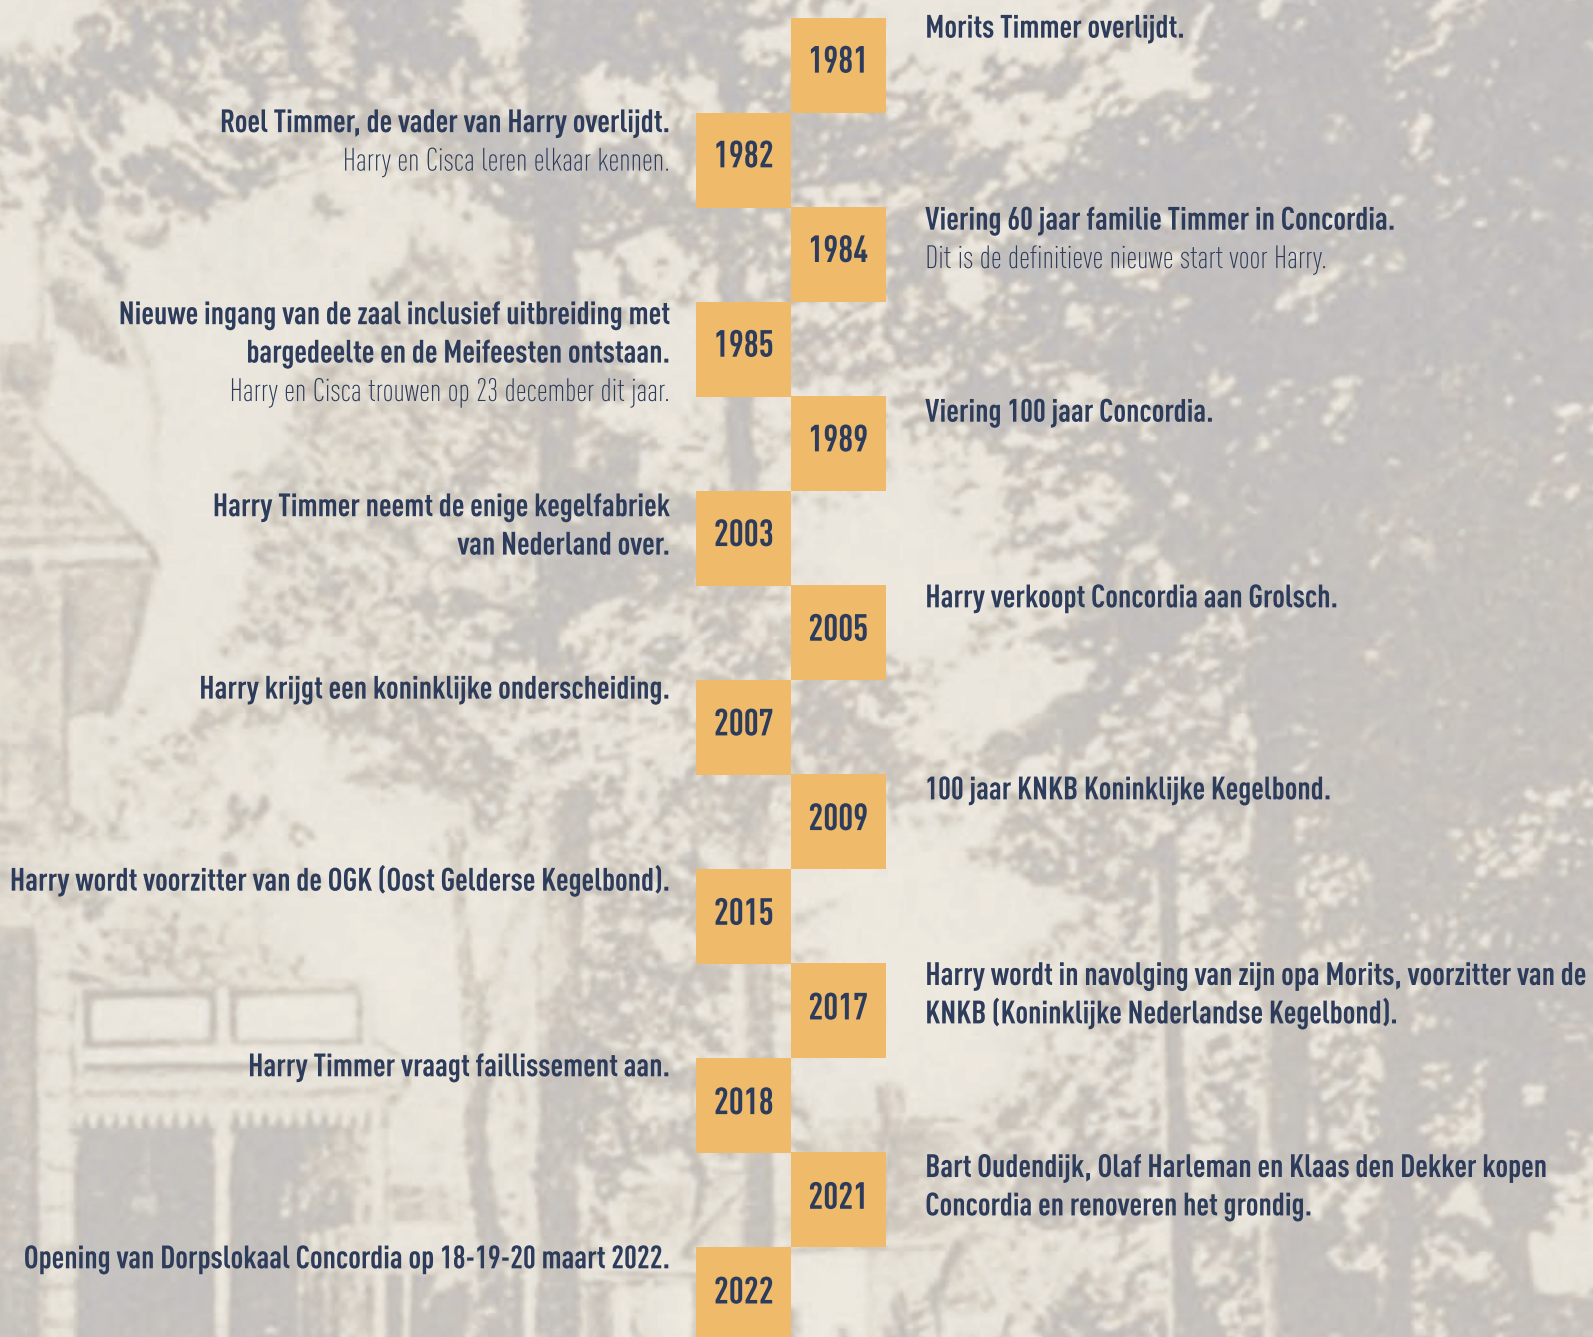 Morits Timmer overlijdt.
1981
Roel Timmer, de vader van Harry overlijdt.
Harry en Cisca leren elkaar kennen.
1982
Viering 60 jaar familie Timmer in Concordia.
Dit is de definitieve nieuwe start voor Harry.
1984
Nieuwe ingang van de zaal inclusief uitbreiding met
bargedeelte en de Meifeesten ontstaan.
Harry en Cisca trouwen op 23 december dit jaar.
1985
Viering 100 jaar Concordia.
1989
Harry Timmer neemt de enige kegelfabriek
van Nederland over.
2003
Harry verkoopt Concordia aan Grolsch.
2005
Harry krijgt een koninklijke onderscheiding.
2007
100 jaar KNKB Koninklijke Kegelbond.
2009
Harry wordt voorzitter van de OGK (Oost Gelderse Kegelbond).
2015
Harry wordt in navolging van zijn opa Morits, voorzitter van de
KNKB (Koninklijke Nederlandse Kegelbond).
2017
Harry Timmer vraagt faillissement aan.
2018
Bart Oudendijk, Olaf Harleman en Klaas den Dekker kopen
Concordia en renoveren het grondig.
2021
Opening van Dorpslokaal Concordia op 18-19-20 maart 2022.
2022